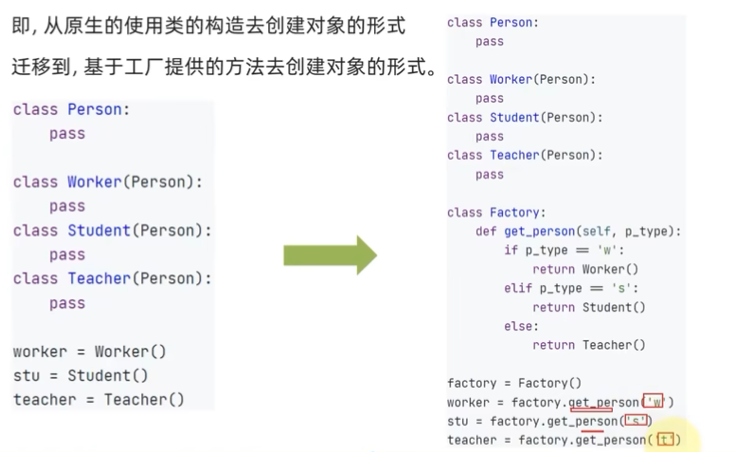 即, 从原生的使用类的构造去创建对象的形式
迁移到, 基于工厂提供的方法去创建对象的形式。
class Person:
    pass

class Worker(Person):
    pass
class Student(Person):
    pass
class Teacher(Person):
    pass

worker = Worker()
stu = Student()
teacher = Teacher()
class Person:
    pass

class Worker(Person):
    pass
class Student(Person):
    pass
class Teacher(Person):
    pass

class Factory:
    def get_person(self, p_type):
        if p_type == 'w':
            return Worker()
        elif p_type == 's':
            return Student()
        else:
            return Teacher()

factory = Factory()
worker = factory.get_person('w')
stu = factory.get_person('s')
teacher = factory.get_person('t')